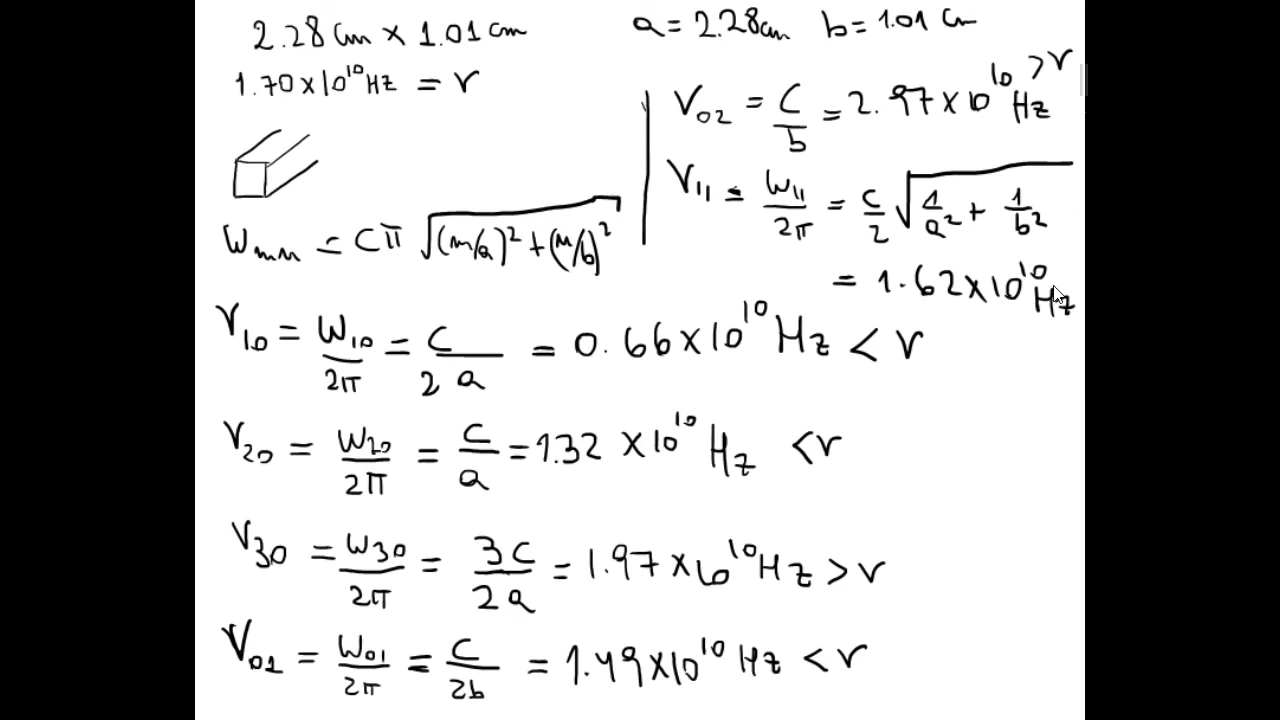 2.28 cm x 1.01 cm
1.70 x 10^10 Hz = ν
a = 2.28 cm b = 1.01 cm
ν02 = C/b = 2.97 x 10^10 Hz > ν
ν11 = ω11/2π = C/2 √(1/a² + 1/b²)
= 1.62 x 10^10 Hz
ωmn = Cπ √((m/a)² + (n/b)²)
ν10 = ω10/2π = C/2a = 0.66 x 10^10 Hz < ν
ν20 = ω20/2π = C/a = 1.32 x 10^10 Hz < ν
ν30 = ω30/2π = 3C/2a = 1.97 x 10^10 Hz > ν
ν01 = ω01/2π = C/2b = 1.49 x 10^10 Hz < ν